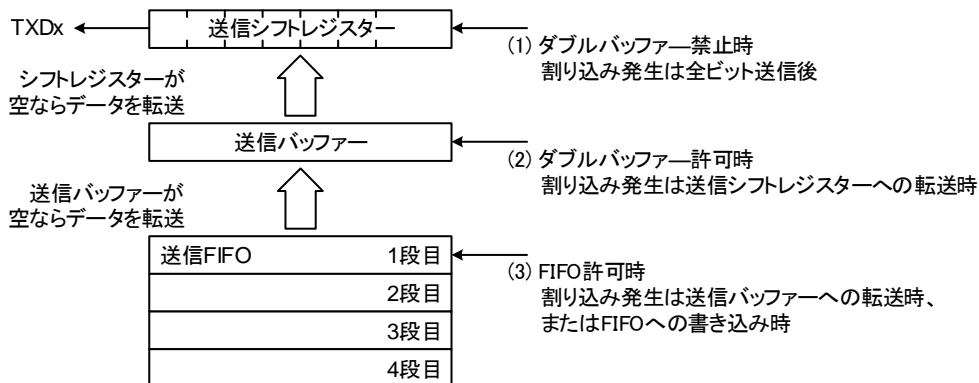 TXDx
送信シフトレジスター
(1) ダブルバッファ―禁止時
割り込み発生は全ビット送信後
シフトレジスターが
空ならデータを転送
送信バッファー
(2) ダブルバッファ―許可時
割り込み発生は送信シフトレジスターへの転送時
送信バッファーが
空ならデータを転送
送信FIFO 1段目
(3) FIFO許可時
割り込み発生は送信バッファーへの転送時、
またはFIFOへの書き込み時
2段目
3段目
4段目